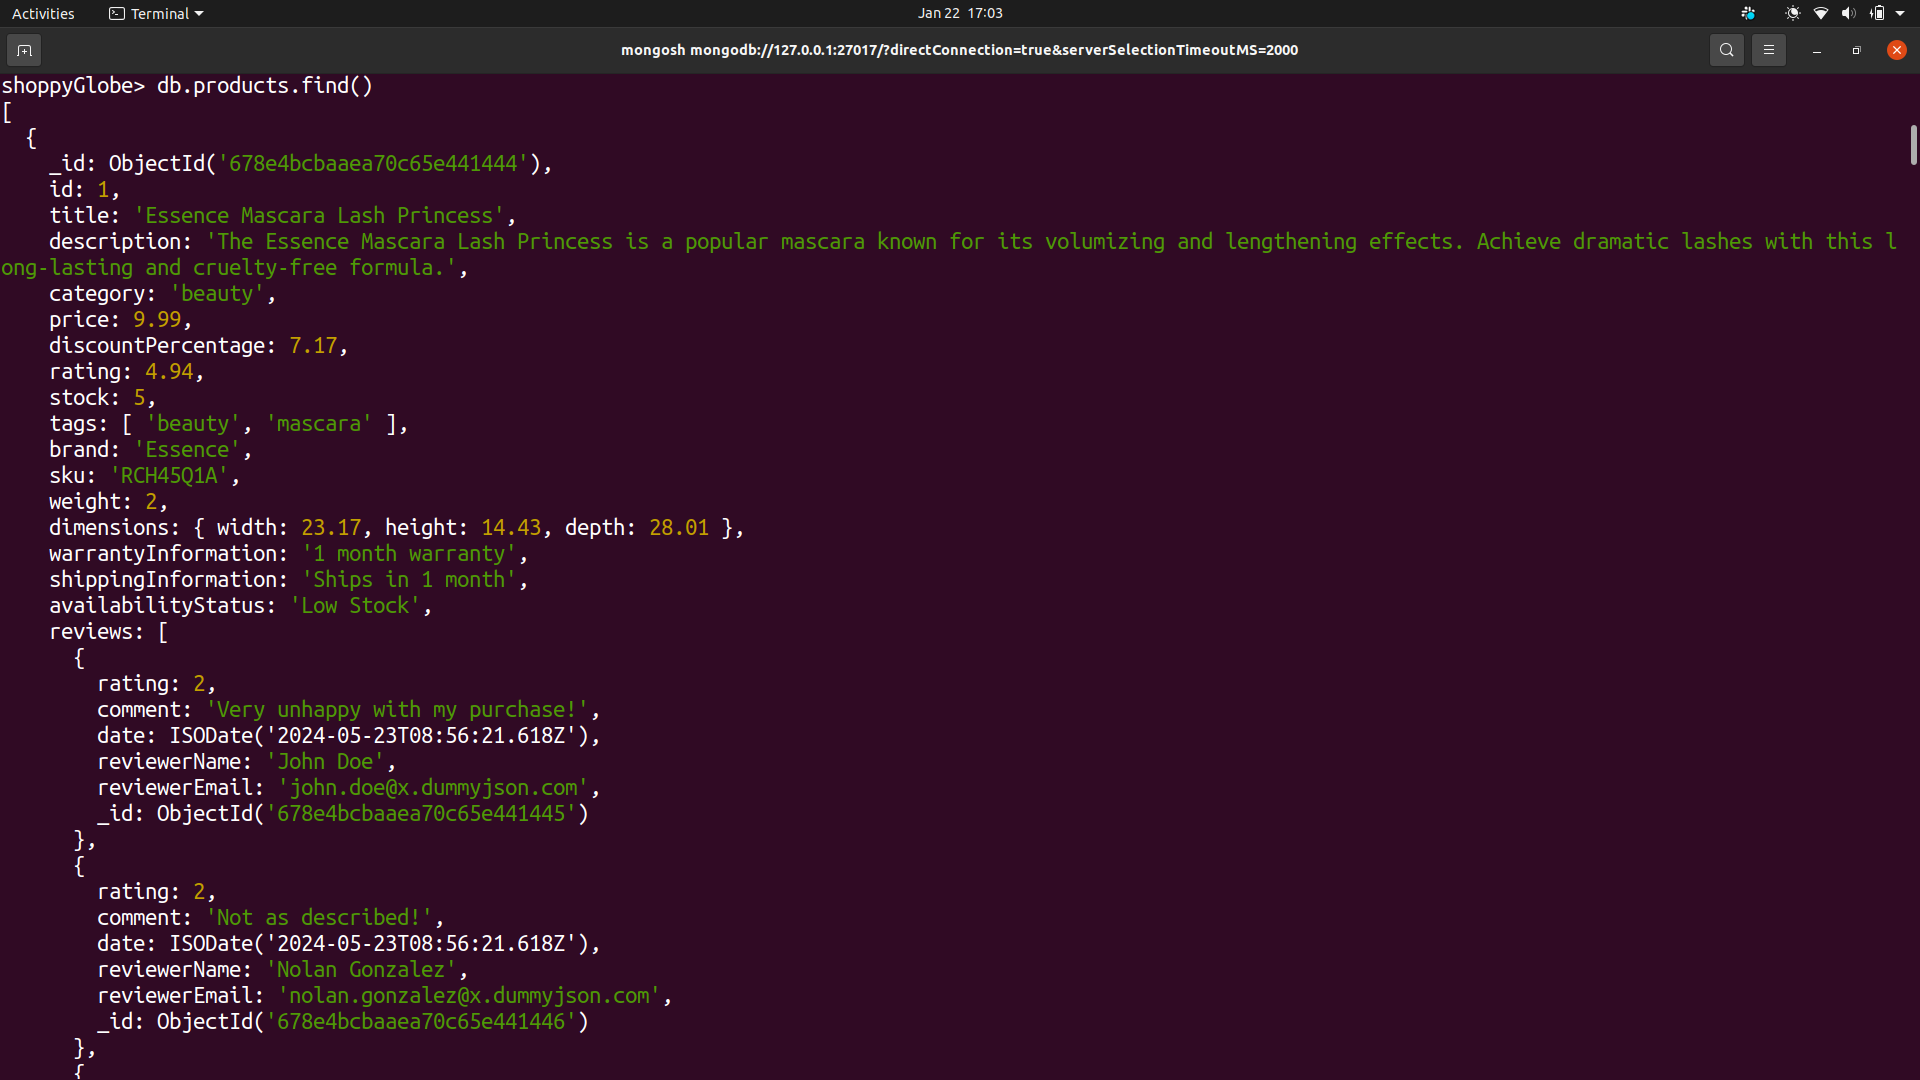 Activities Terminal Jan 22 17:03
mongosh mongodb://127.0.0.1:27017/?directConnection=true&serverSelectionTimeoutMS=2000
shoppyGlobe> db.products.find()
[
  {
    _id: ObjectId('678e4bcbaaea70c65e441444'),
    id: 1,
    title: 'Essence Mascara Lash Princess',
    description: 'The Essence Mascara Lash Princess is a popular mascara known for its volumizing and lengthening effects. Achieve dramatic lashes with this l
ong-lasting and cruelty-free formula.',
    category: 'beauty',
    price: 9.99,
    discountPercentage: 7.17,
    rating: 4.94,
    stock: 5,
    tags: [ 'beauty', 'mascara' ],
    brand: 'Essence',
    sku: 'RCH45Q1A',
    weight: 2,
    dimensions: { width: 23.17, height: 14.43, depth: 28.01 },
    warrantyInformation: '1 month warranty',
    shippingInformation: 'Ships in 1 month',
    availabilityStatus: 'Low Stock',
    reviews: [
      {
        rating: 2,
        comment: 'Very unhappy with my purchase!',
        date: ISODate('2024-05-23T08:56:21.618Z'),
        reviewerName: 'John Doe',
        reviewerEmail: 'john.doe@x.dummyjson.com',
        _id: ObjectId('678e4bcbaaea70c65e441445')
      },
      {
        rating: 2,
        comment: 'Not as described!',
        date: ISODate('2024-05-23T08:56:21.618Z'),
        reviewerName: 'Nolan Gonzalez',
        reviewerEmail: 'nolan.gonzalez@x.dummyjson.com',
        _id: ObjectId('678e4bcbaaea70c65e441446')
      },
      {